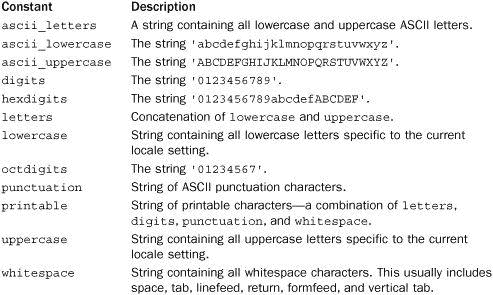 Constant Description
ascii_letters A string containing all lowercase and uppercase ASCII letters.
ascii_lowercase The string 'abcdefghijklmnopqrstuvwxyz'.
ascii_uppercase The string 'ABCDEFGHIJKLMNOPQRSTUVWXYZ'.
digits The string '0123456789'.
hexdigits The string '0123456789abcdefABCDEF'.
letters Concatenation of lowercase and uppercase.
lowercase String containing all lowercase letters specific to the current
locale setting.
octdigits The string '01234567'.
punctuation String of ASCII punctuation characters.
printable String of printable characters—a combination of letters,
digits, punctuation, and whitespace.
uppercase String containing all uppercase letters specific to the current
locale setting.
whitespace String containing all whitespace characters. This usually includes
space, tab, linefeed, return, formfeed, and vertical tab.